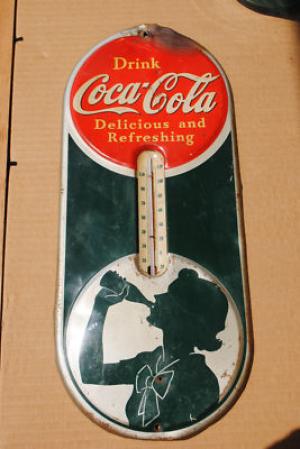 Drink
Coca-Cola
Delicious and
Refreshing